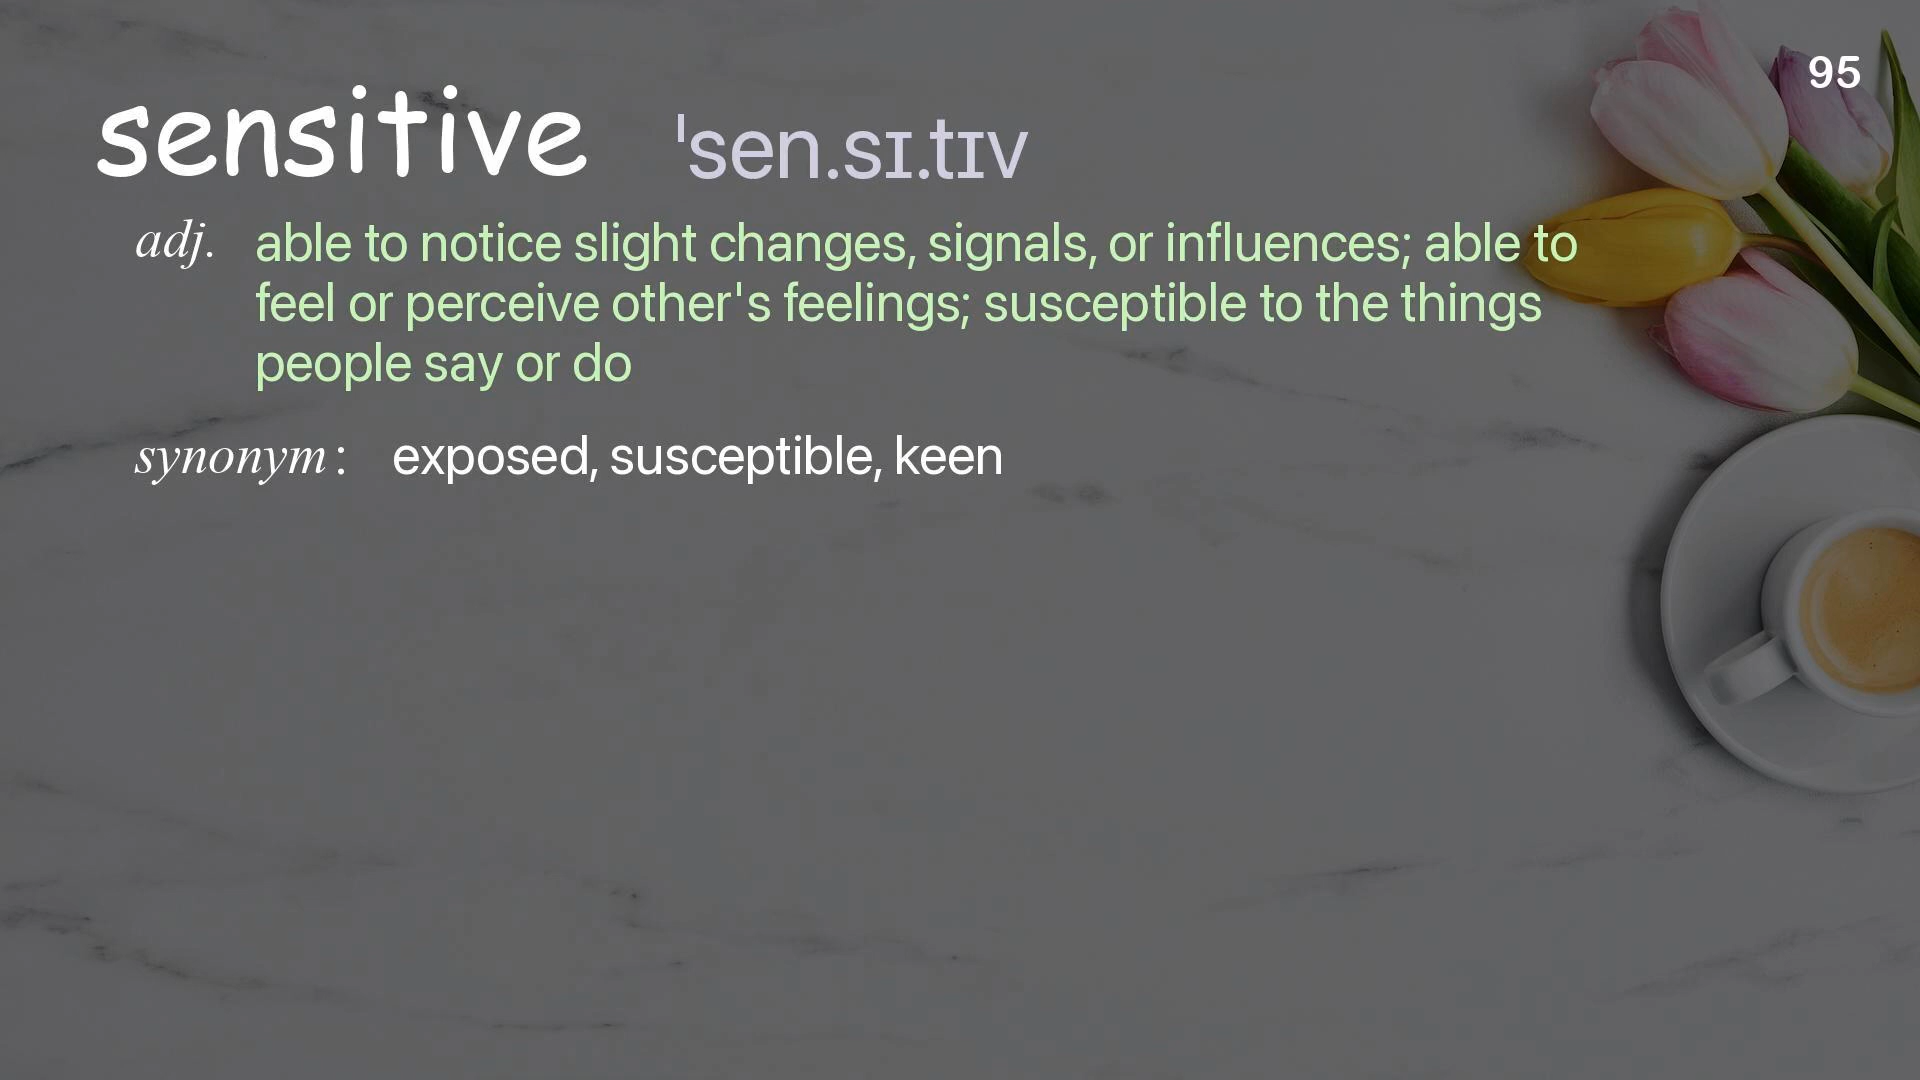 95
sensitive ˈsen.sɪ.tɪv
adj. able to notice slight changes, signals, or influences; able to
feel or perceive other's feelings; susceptible to the things
people say or do
synonym: exposed, susceptible, keen